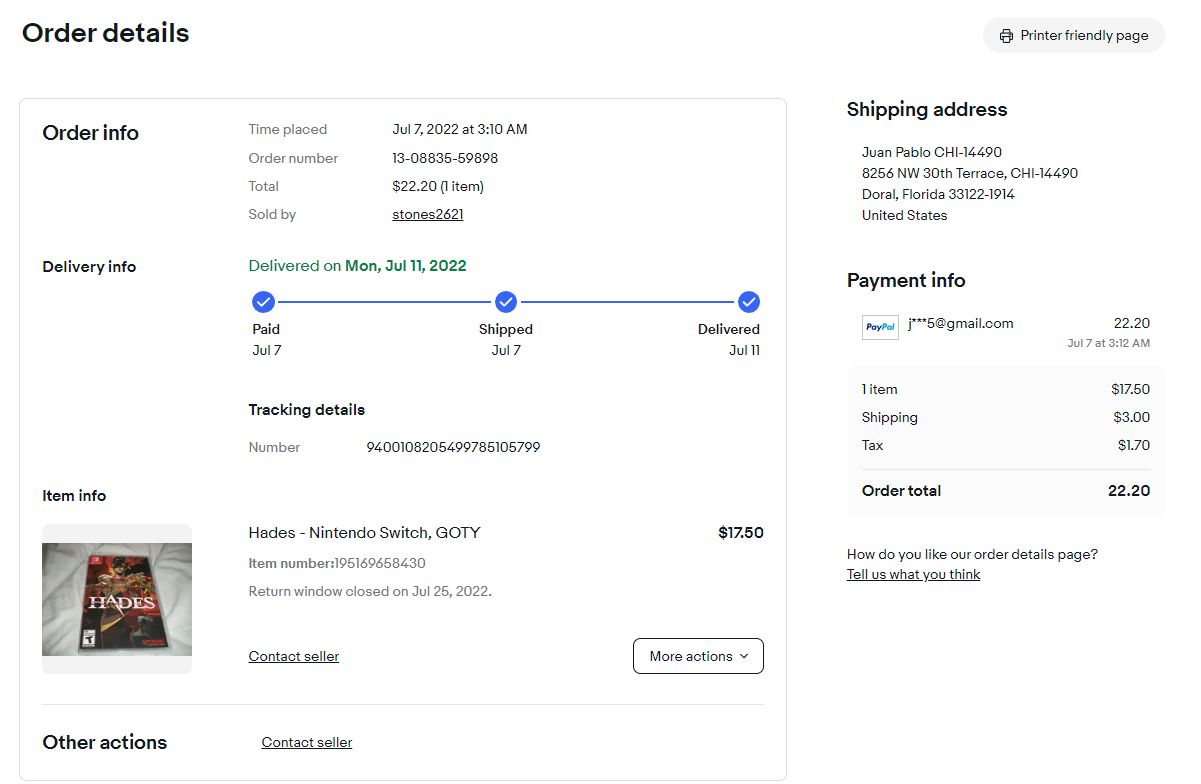 Order details
Printer friendly page
Order info
Time placed Jul 7, 2022 at 3:10 AM
Order number 13-08835-59898
Total $22.20 (1 item)
Sold by stones2621
Delivery info
Delivered on Mon, Jul 11, 2022
Paid Shipped Delivered
Jul 7 Jul 7 Jul 11
Tracking details
Number 9400108205499785105799
Item info
HADES
Hades - Nintendo Switch, GOTY $17.50
Item number:195169658430
Return window closed on Jul 25, 2022.
Contact seller
More actions
Other actions
Contact seller
Shipping address
Juan Pablo CHI-14490
8256 NW 30th Terrace, CHI-14490
Doral, Florida 33122-1914
United States
Payment info
PayPal j***5@gmail.com 22.20
Jul 7 at 3:12 AM
1 item $17.50
Shipping $3.00
Tax $1.70
Order total 22.20
How do you like our order details page?
Tell us what you think